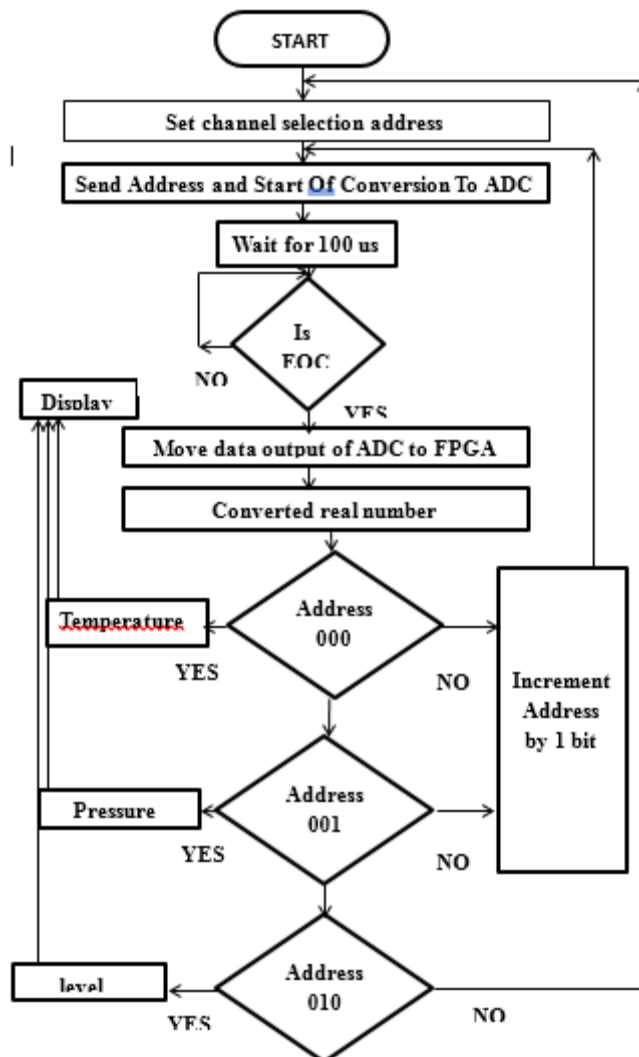 START
Set channel selection address
Send Address and Start Of Conversion To ADC
Wait for 100 us
Is
EOC
NO
YES
Display
Move data output of ADC to FPGA
Converted real number
Address
000
Temperature
YES
NO
Increment
Address
by 1 bit
Address
001
Pressure
YES
NO
Address
010
level
YES
NO